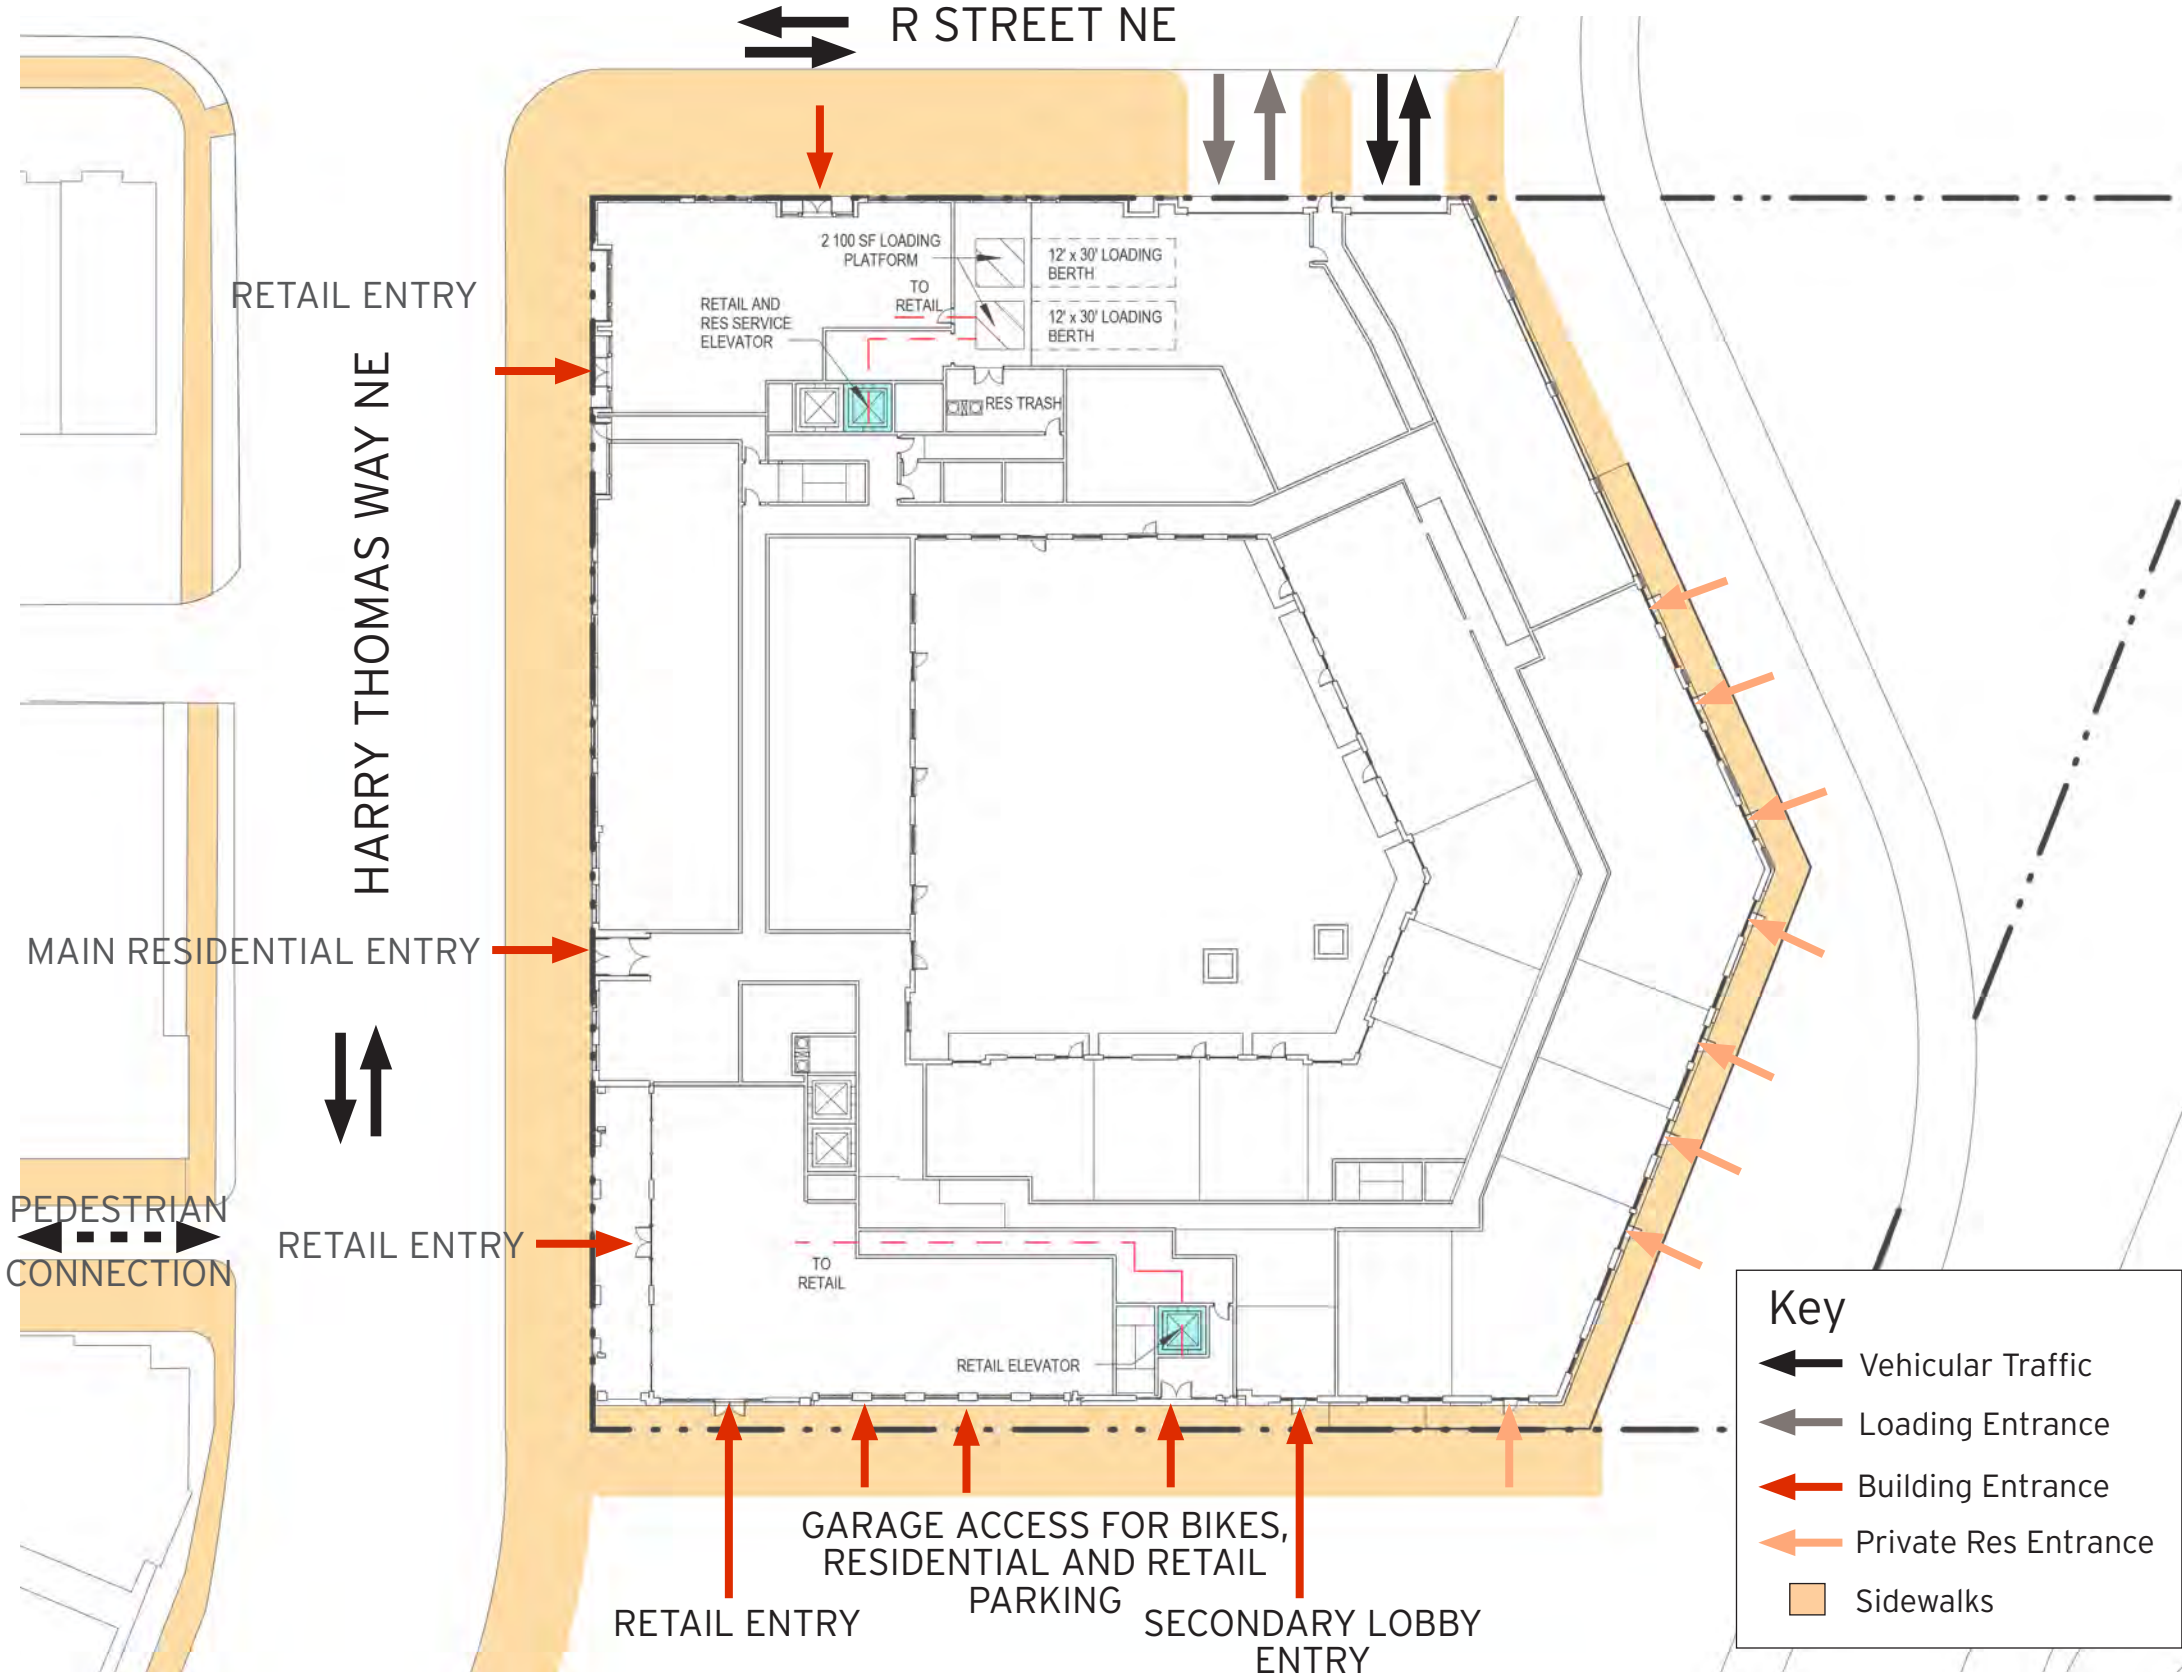 R STREET NE
2 100 SF LOADING
PLATFORM
12' x 30' LOADING
BERTH
TO
RETAIL
RETAIL AND
RES SERVICE
ELEVATOR
12' x 30' LOADING
BERTH
RES TRASH
RETAIL ENTRY
HARRY THOMAS WAY NE
MAIN RESIDENTIAL ENTRY
PEDESTRIAN
CONNECTION
RETAIL ENTRY
TO
RETAIL
RETAIL ELEVATOR
GARAGE ACCESS FOR BIKES,
RESIDENTIAL AND RETAIL
PARKING
RETAIL ENTRY
SECONDARY LOBBY
ENTRY
Key
Vehicular Traffic
Loading Entrance
Building Entrance
Private Res Entrance
Sidewalks